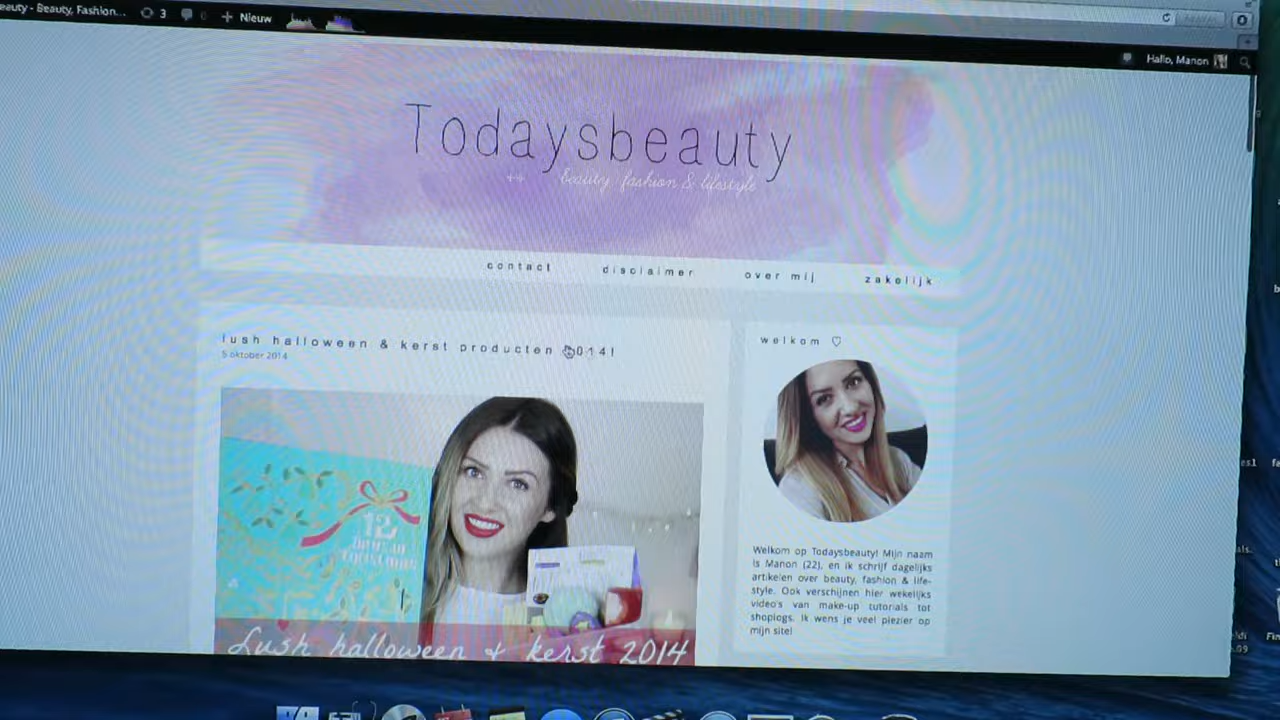 eauty - Beauty, Fashion... 3 0 + Nieuw
Hallo, Manon
Todaysbeauty
++ beauty, fashion & lifestyle
contact disclaimer over mij zakelijk
lush halloween & kerst producten 2014!
5 oktober 2014
12
Lush halloween & kerst 2014
welkom ♡
Welkom op Todaysbeauty! Mijn naam
is Manon (22), en ik schrijf dagelijks
artikelen over beauty, fashion & life-
style. Ook verschijnen hier wekelijks
video's van make-up tutorials tot
shoplogs. Ik wens je veel plezier op
mijn site!